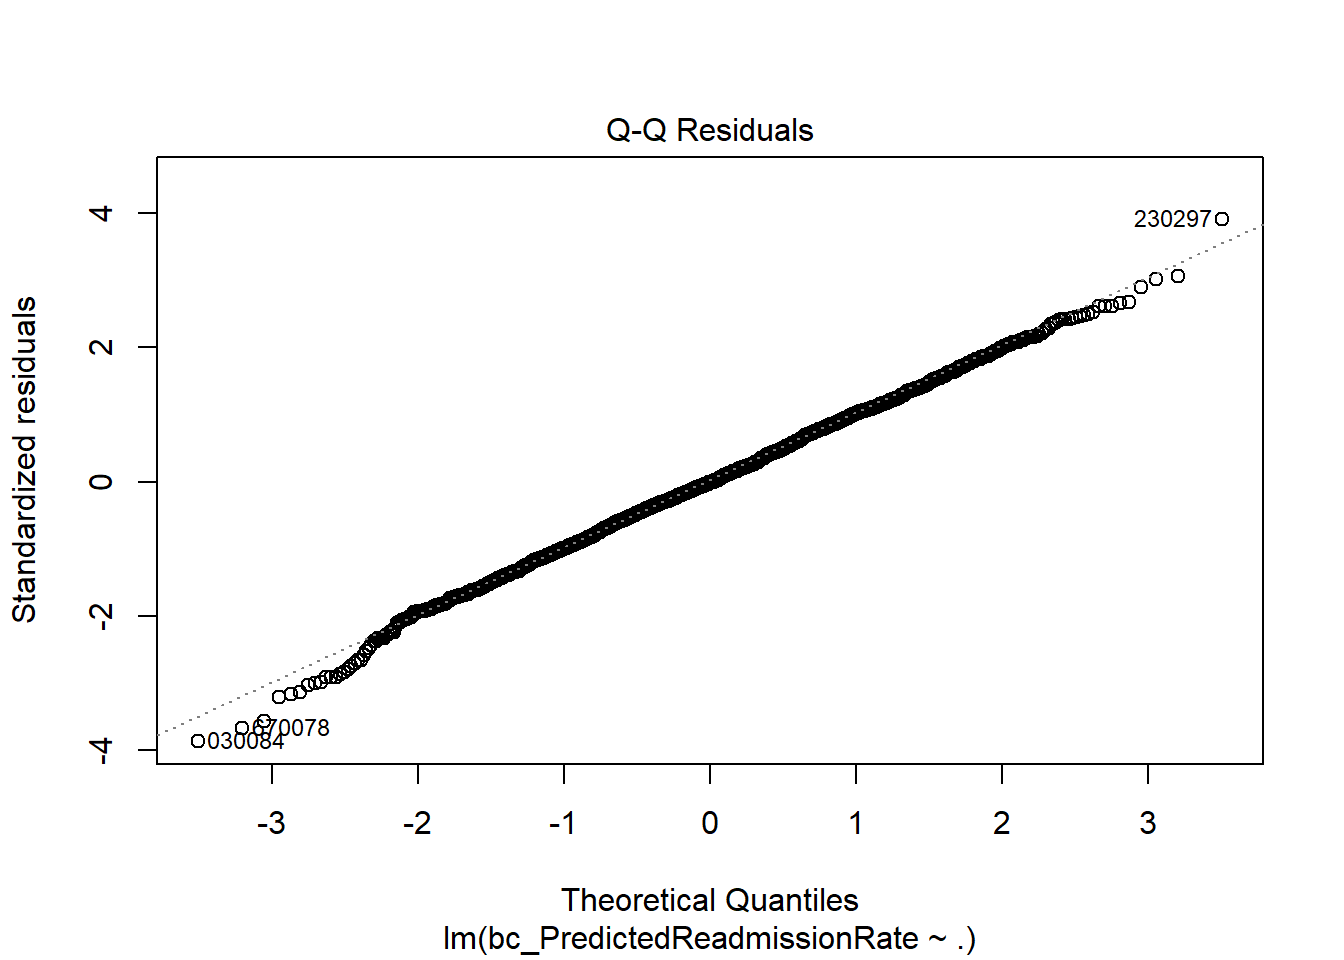 Q-Q Residuals
Standardized residuals
4
2
0
-2
-4
230297
670078
030084
-3 -2 -1 0 1 2 3
Theoretical Quantiles
lm(bc_PredictedReadmissionRate ~ .)